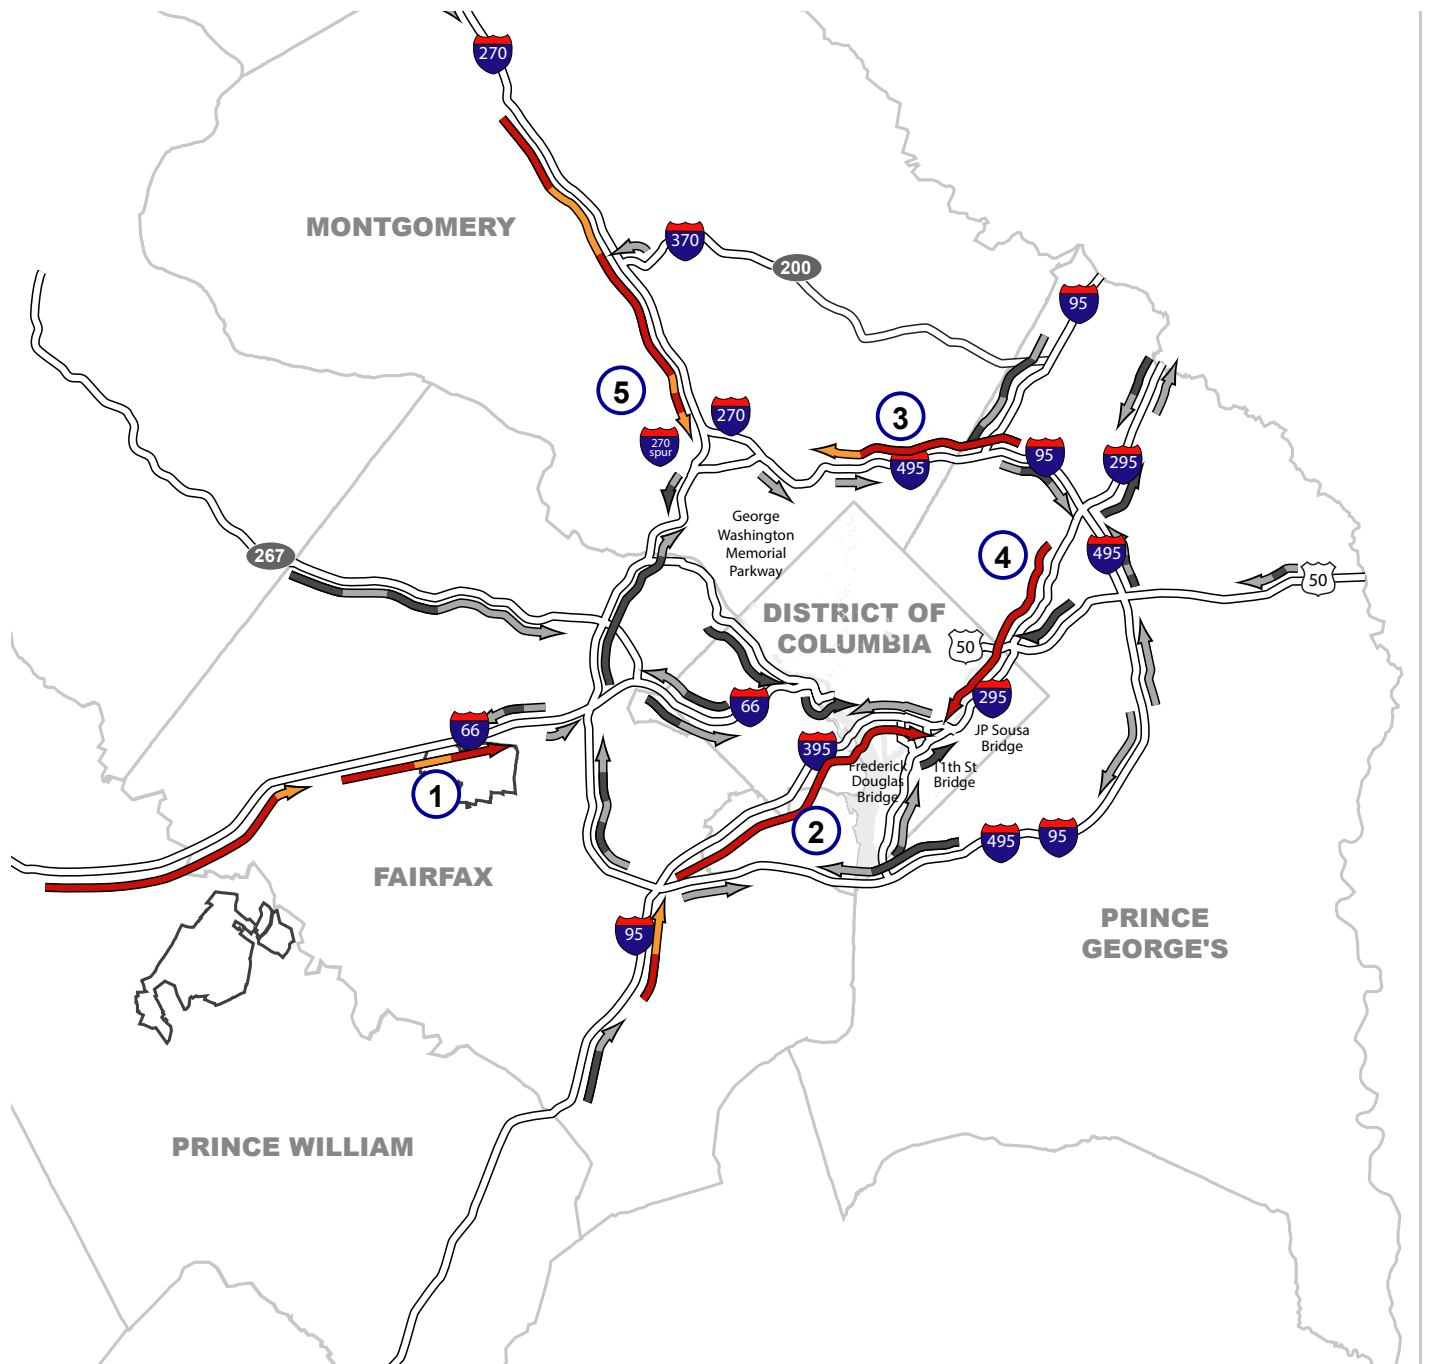 270
MONTGOMERY
370
200
95
5
270
3
270
spur
495
95
295
George
Washington
Memorial
Parkway
267
4
495
50
DISTRICT OF
COLUMBIA
50
66
295
66
395
JP Sousa
Bridge
Frederick
Douglas
Bridge
11th St
Bridge
1
2
495
95
FAIRFAX
95
PRINCE
GEORGE'S
PRINCE WILLIAM